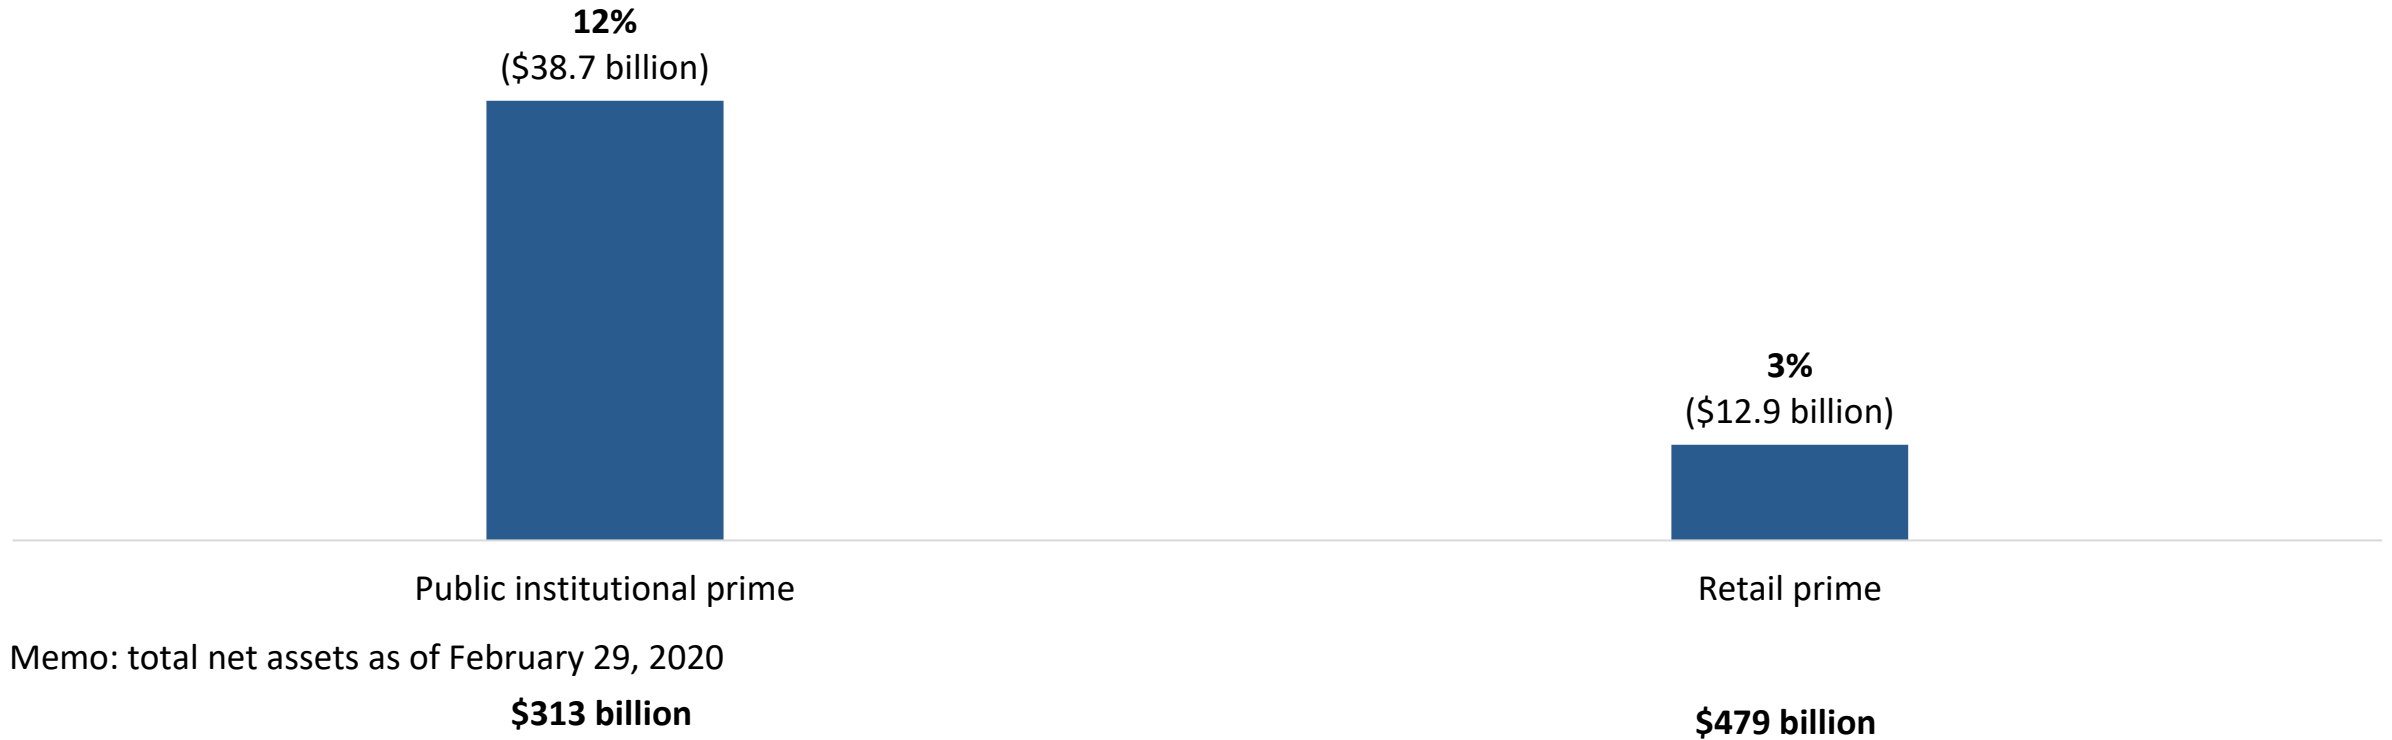 12%
($38.7 billion)
3%
($12.9 billion)
Public institutional prime
Retail prime
Memo: total net assets as of February 29, 2020
$313 billion
$479 billion